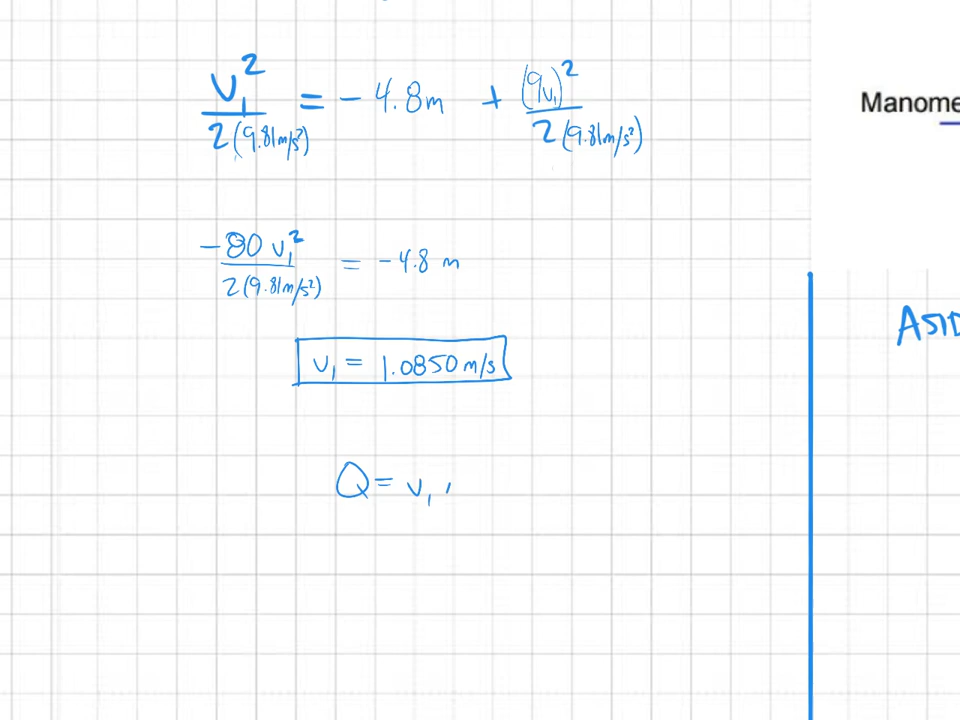 v₁² / 2(9.81m/s²) = -4.8m + (9v₁)² / 2(9.81m/s²)
-80 v₁² / 2(9.81m/s²) = -4.8 m
v₁ = 1.0850 m/s
Q = v₁
Manome
ASID